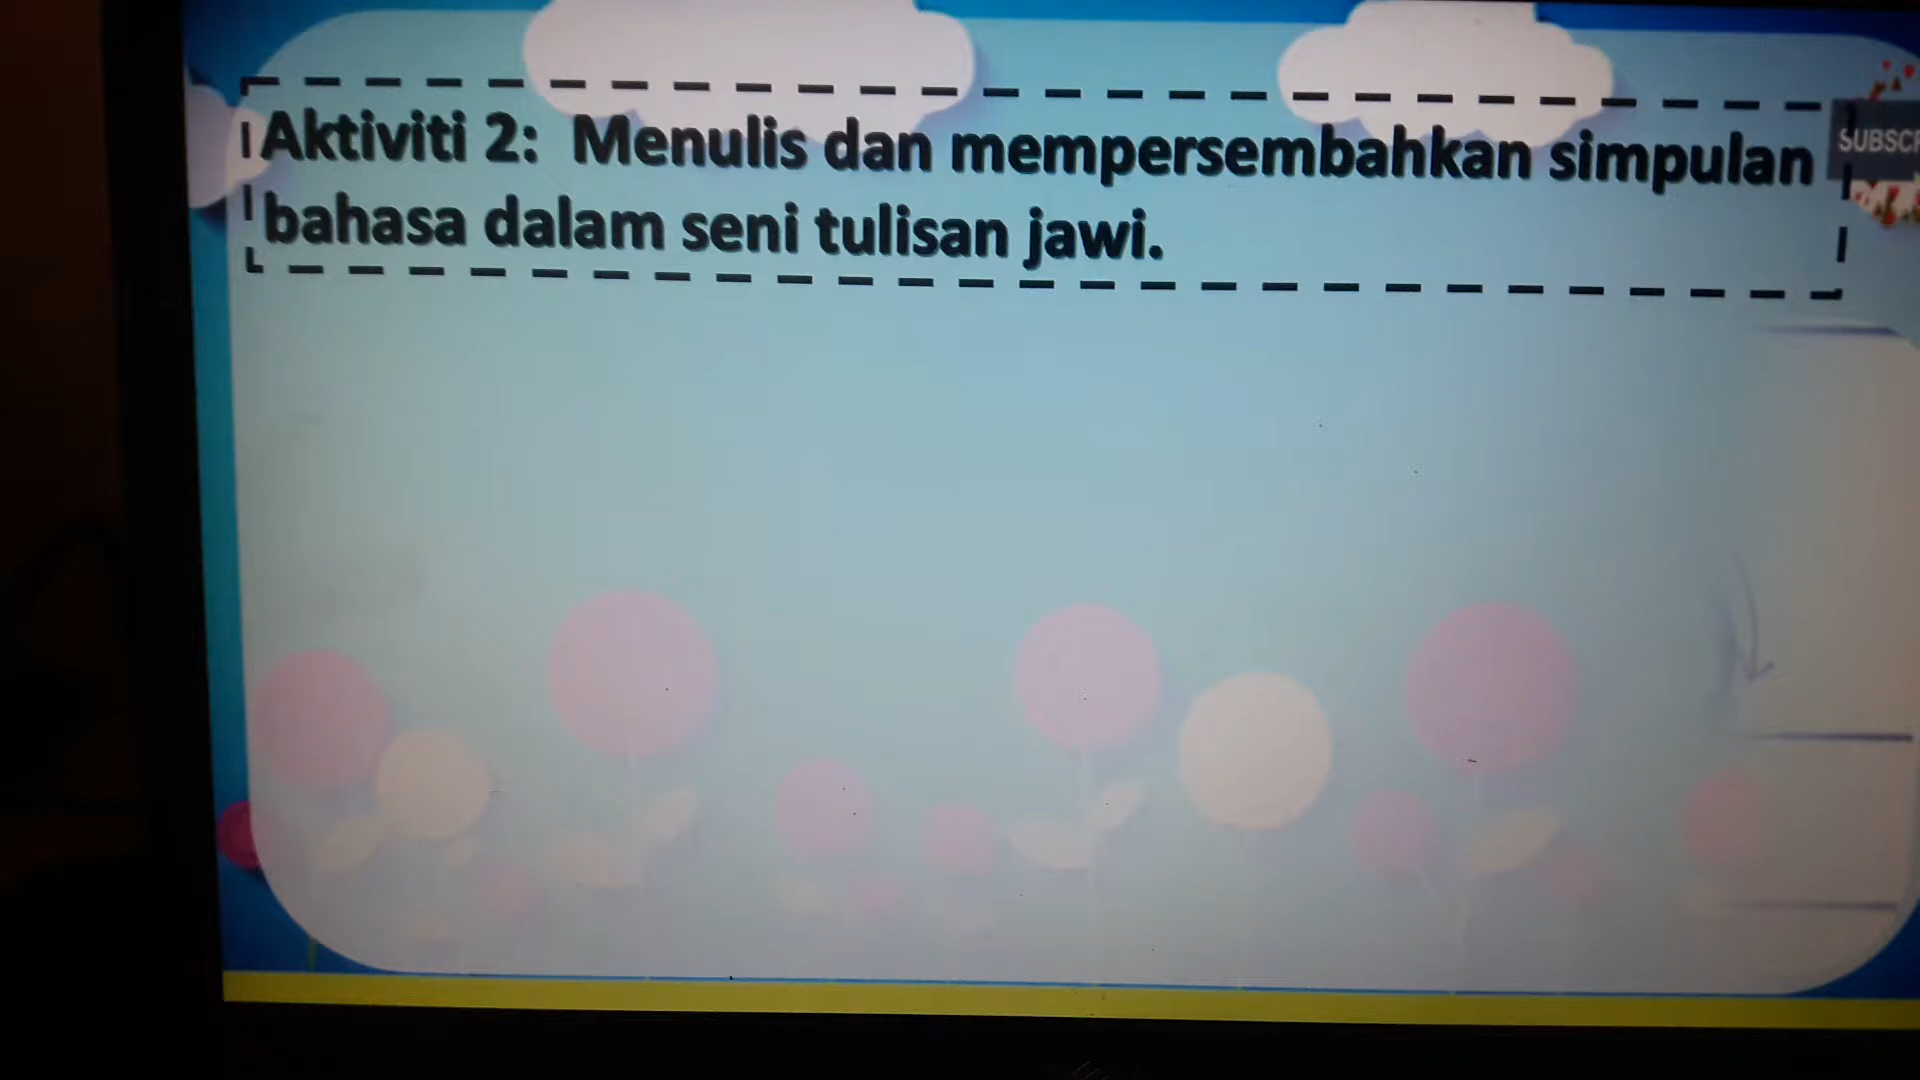 Aktiviti 2: Menulis dan mempersembahkan simpulan
bahasa dalam seni tulisan jawi.